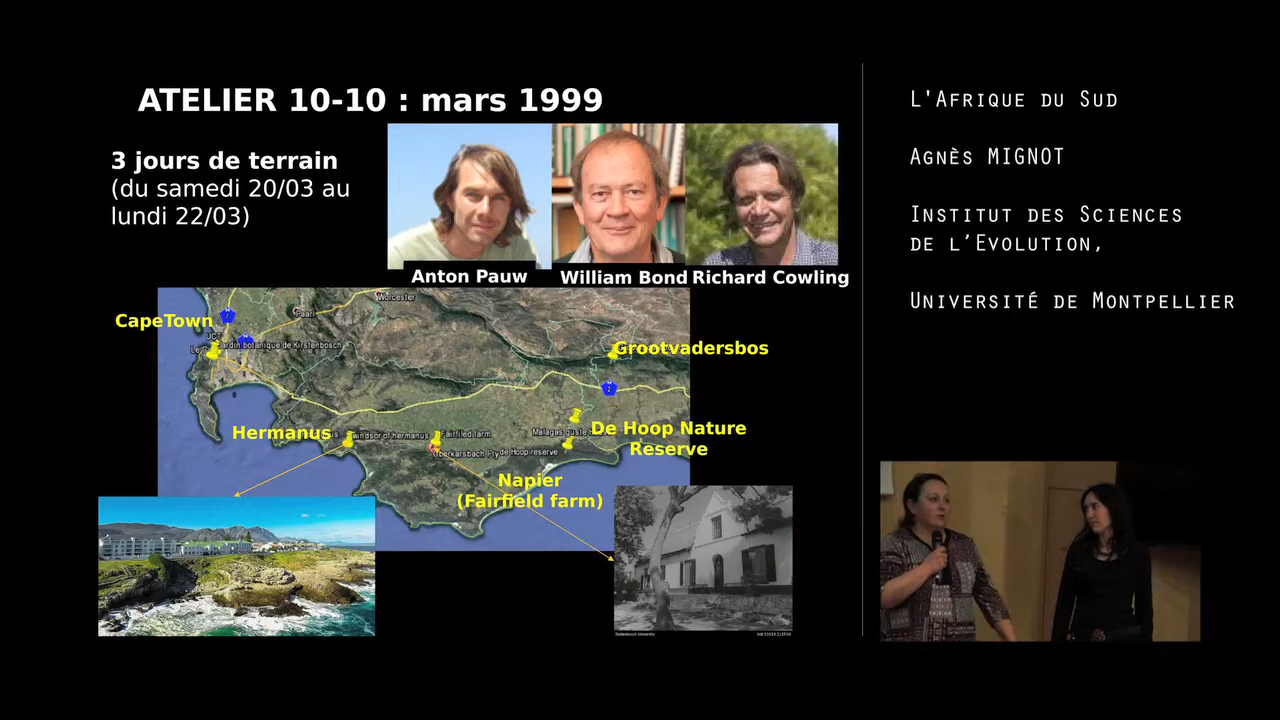 ATELIER 10-10 : mars 1999
3 jours de terrain
(du samedi 20/03 au
lundi 22/03)
Anton Pauw
William Bond
Richard Cowling
Worcester
Paarl
CapeTown
UCT
Jardin botanique de Kirstenbosch
Grootvadersbos
Hermanus
windsor of hermanus
Fairfiled farm
Malagas guste
De Hoop Nature
Reserve
de Hoop reserve
Napier
(Fairfield farm)
Stellenbosch University
L'Afrique du Sud
Agnès MIGNOT
Institut des Sciences
de l’Evolution,
Université de Montpellier